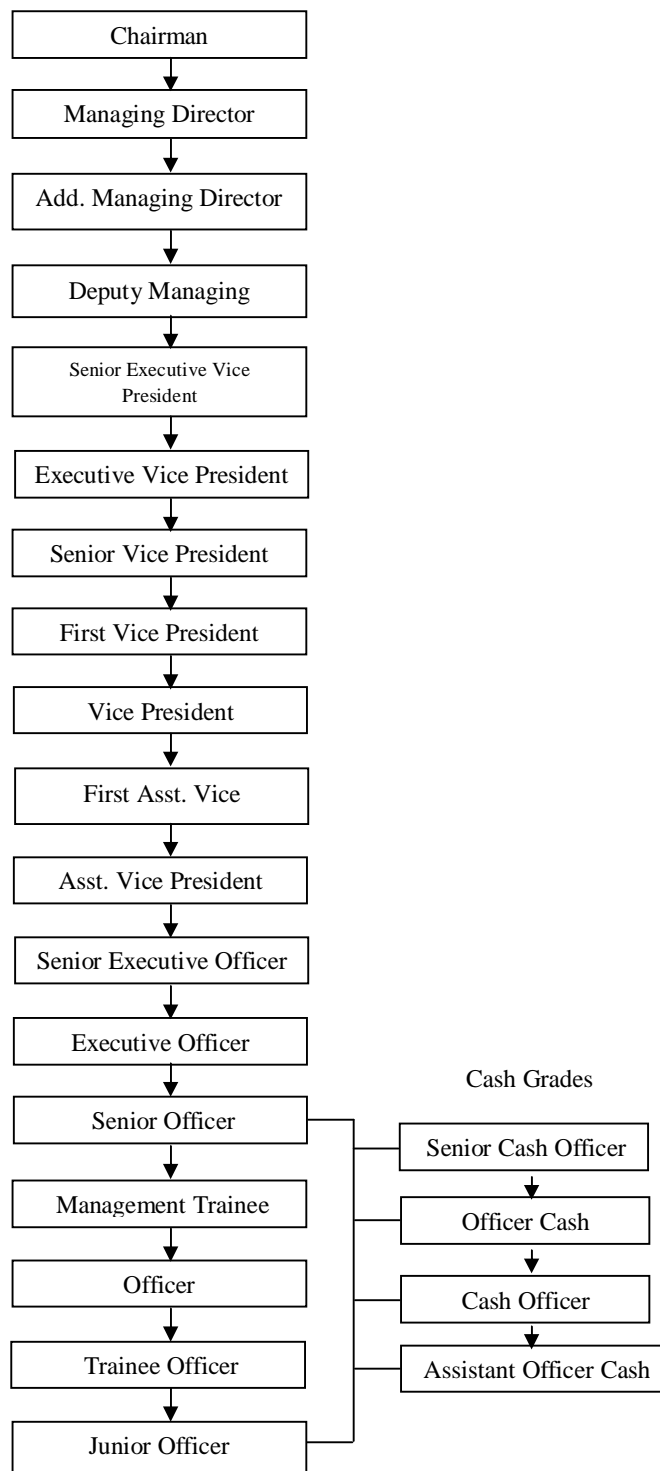 Chairman
Managing Director
Add. Managing Director
Deputy Managing
Senior Executive Vice
President
Executive Vice President
Senior Vice President
First Vice President
Vice President
First Asst. Vice
Asst. Vice President
Senior Executive Officer
Executive Officer
Senior Officer
Management Trainee
Officer
Trainee Officer
Junior Officer
Cash Grades
Senior Cash Officer
Officer Cash
Cash Officer
Assistant Officer Cash